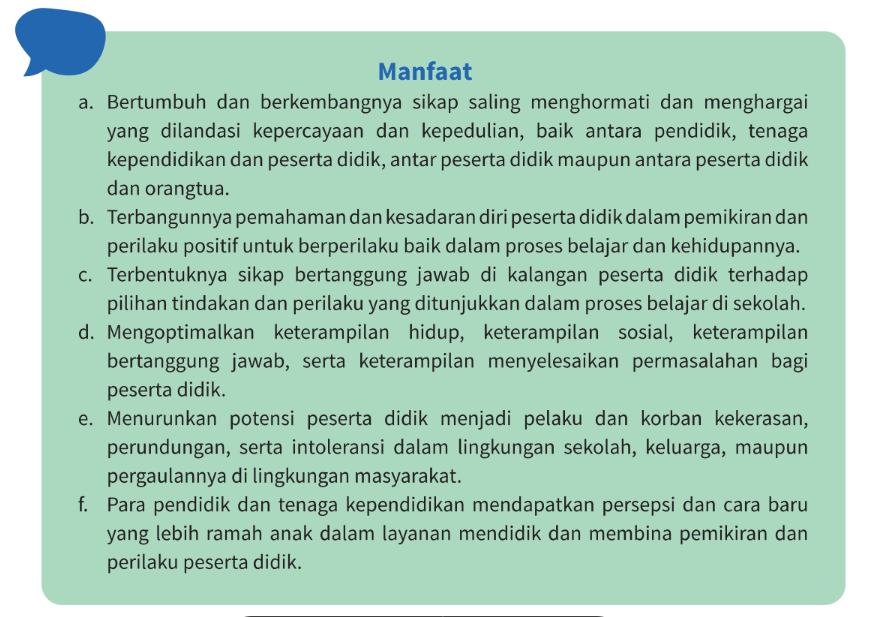 Manfaat
a. Bertumbuh dan berkembangnya sikap saling menghormati dan menghargai
yang dilandasi kepercayaan dan kepedulian, baik antara pendidik, tenaga
kependidikan dan peserta didik, antar peserta didik maupun antara peserta didik
dan orangtua.
b. Terbangunnya pemahaman dan kesadaran diri peserta didik dalam pemikiran dan
perilaku positif untuk berperilaku baik dalam proses belajar dan kehidupannya.
c. Terbentuknya sikap bertanggung jawab di kalangan peserta didik terhadap
pilihan tindakan dan perilaku yang ditunjukkan dalam proses belajar di sekolah.
d. Mengoptimalkan keterampilan hidup, keterampilan sosial, keterampilan
bertanggung jawab, serta keterampilan menyelesaikan permasalahan bagi
peserta didik.
e. Menurunkan potensi peserta didik menjadi pelaku dan korban kekerasan,
perundungan, serta intoleransi dalam lingkungan sekolah, keluarga, maupun
pergaulannya di lingkungan masyarakat.
f. Para pendidik dan tenaga kependidikan mendapatkan persepsi dan cara baru
yang lebih ramah anak dalam layanan mendidik dan membina pemikiran dan
perilaku peserta didik.